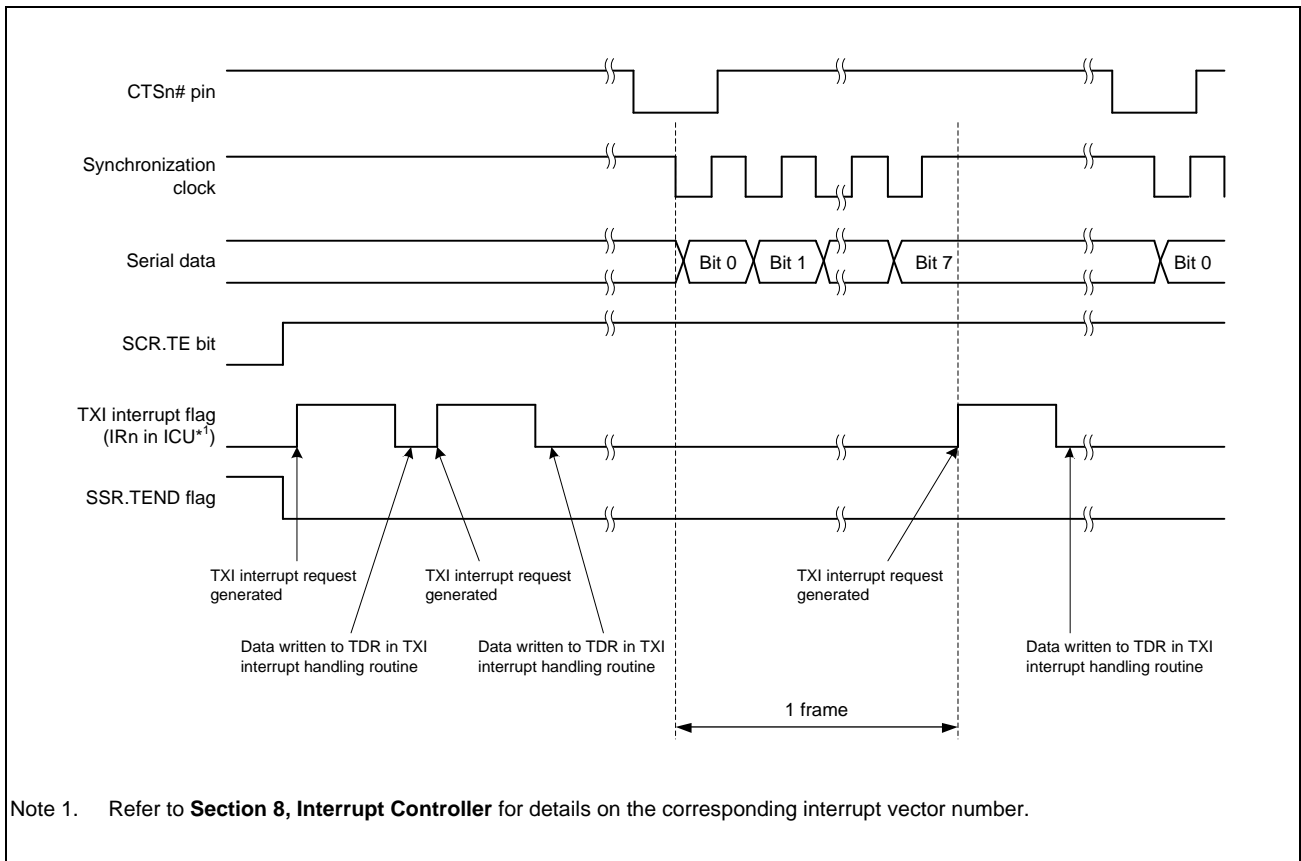 CTSn# pin
Synchronization
clock
Serial data
Bit 0
Bit 1
Bit 7
Bit 0
SCR.TE bit
TXI interrupt flag
(IRn in ICU*1)
SSR.TEND flag
TXI interrupt request
generated
TXI interrupt request
generated
TXI interrupt request
generated
Data written to TDR in TXI
interrupt handling routine
Data written to TDR in TXI
interrupt handling routine
Data written to TDR in TXI
interrupt handling routine
1 frame
Note 1. Refer to Section 8, Interrupt Controller for details on the corresponding interrupt vector number.